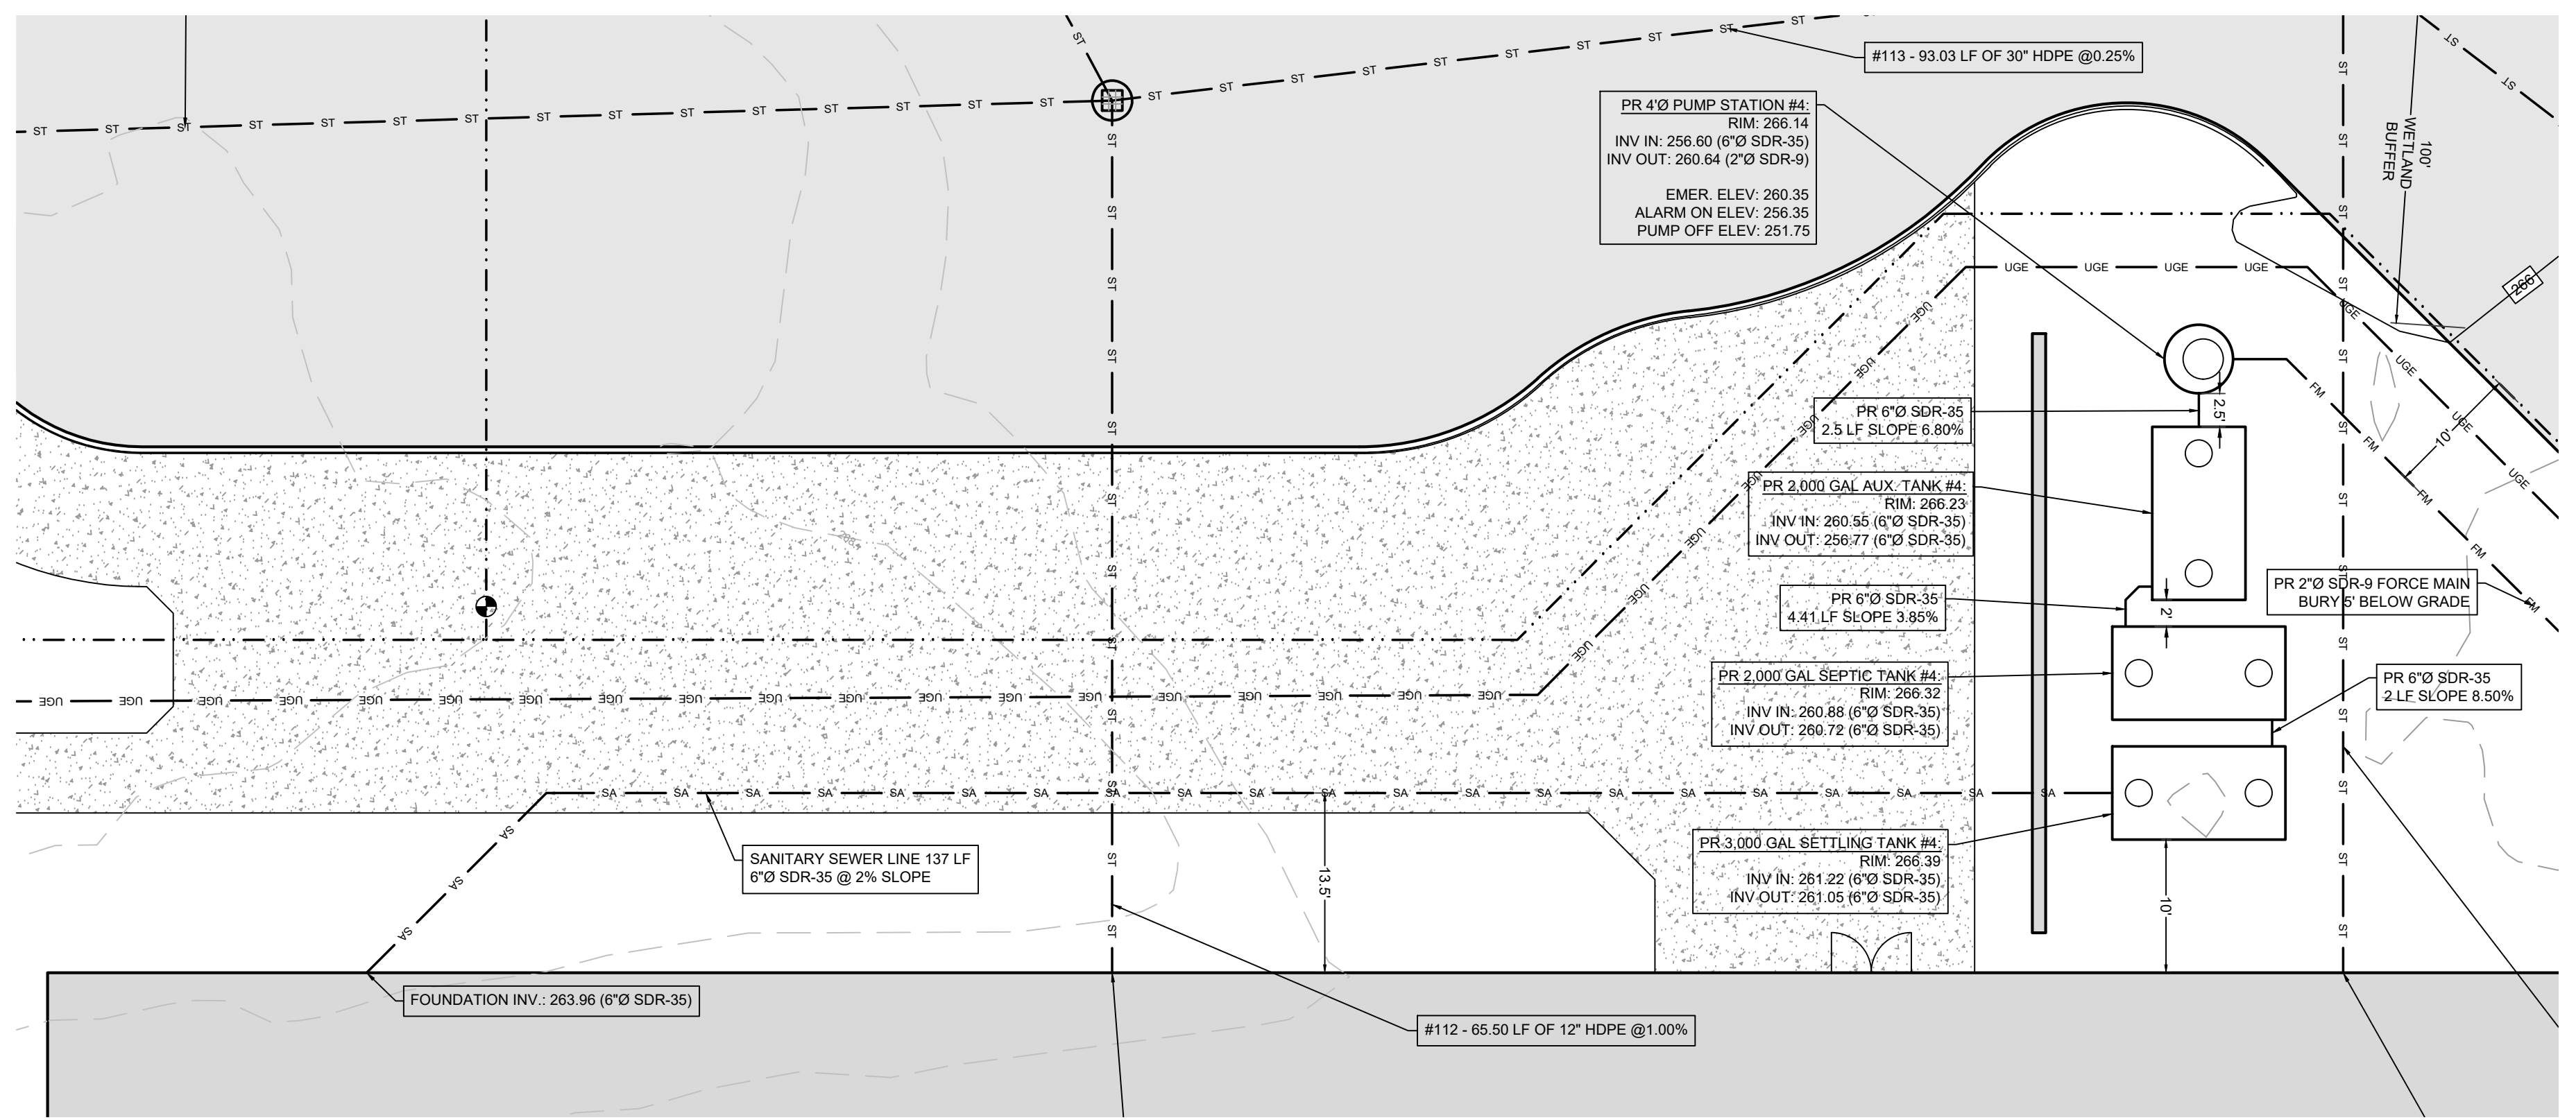 #113 - 93.03 LF OF 30" HDPE @0.25%
PR 4'Ø PUMP STATION #4:
RIM: 266.14
INV IN: 256.60 (6"Ø SDR-35)
INV OUT: 260.64 (2"Ø SDR-9)
EMER. ELEV: 260.35
ALARM ON ELEV: 256.35
PUMP OFF ELEV: 251.75
100'
WETLAND
BUFFER
266
PR 6"Ø SDR-35
2.5 LF SLOPE 6.80%
2.5'
10'
PR 2,000 GAL AUX. TANK #4:
RIM: 266.23
INV IN: 260.55 (6"Ø SDR-35)
INV OUT: 256.77 (6"Ø SDR-35)
PR 6"Ø SDR-35
4.41 LF SLOPE 3.85%
2'
PR 2"Ø SDR-9 FORCE MAIN
BURY 5' BELOW GRADE
PR 2,000 GAL SEPTIC TANK #4:
RIM: 266.32
INV IN: 260.88 (6"Ø SDR-35)
INV OUT: 260.72 (6"Ø SDR-35)
PR 6"Ø SDR-35
2 LF SLOPE 8.50%
PR 3,000 GAL SETTLING TANK #4:
RIM: 266.39
INV IN: 261.22 (6"Ø SDR-35)
INV OUT: 261.05 (6"Ø SDR-35)
10'
13.5'
SANITARY SEWER LINE 137 LF
6"Ø SDR-35 @ 2% SLOPE
FOUNDATION INV.: 263.96 (6"Ø SDR-35)
#112 - 65.50 LF OF 12" HDPE @1.00%
ST
UGE
SA
FM